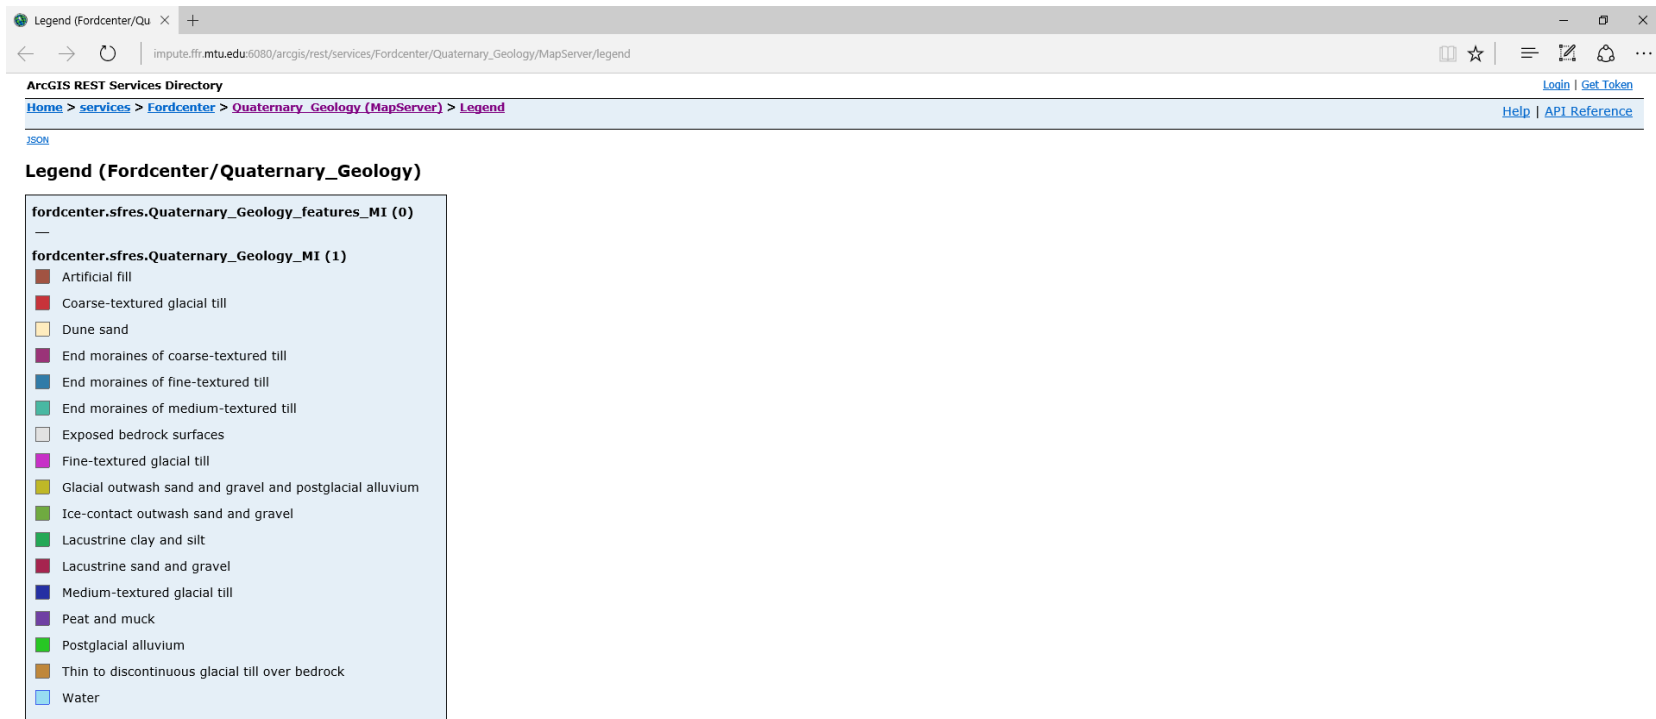 Legend (Fordcenter/Qu
impute.ffr.mtu.edu:6080/arcgis/rest/services/Fordcenter/Quaternary_Geology/MapServer/legend
ArcGIS REST Services Directory
Login | Get Token
Home > services > Fordcenter > Quaternary_Geology (MapServer) > Legend
Help | API Reference
JSON
Legend (Fordcenter/Quaternary_Geology)
fordcenter.sfres.Quaternary_Geology_features_MI (0)
fordcenter.sfres.Quaternary_Geology_MI (1)
Artificial fill
Coarse-textured glacial till
Dune sand
End moraines of coarse-textured till
End moraines of fine-textured till
End moraines of medium-textured till
Exposed bedrock surfaces
Fine-textured glacial till
Glacial outwash sand and gravel and postglacial alluvium
Ice-contact outwash sand and gravel
Lacustrine clay and silt
Lacustrine sand and gravel
Medium-textured glacial till
Peat and muck
Postglacial alluvium
Thin to discontinuous glacial till over bedrock
Water